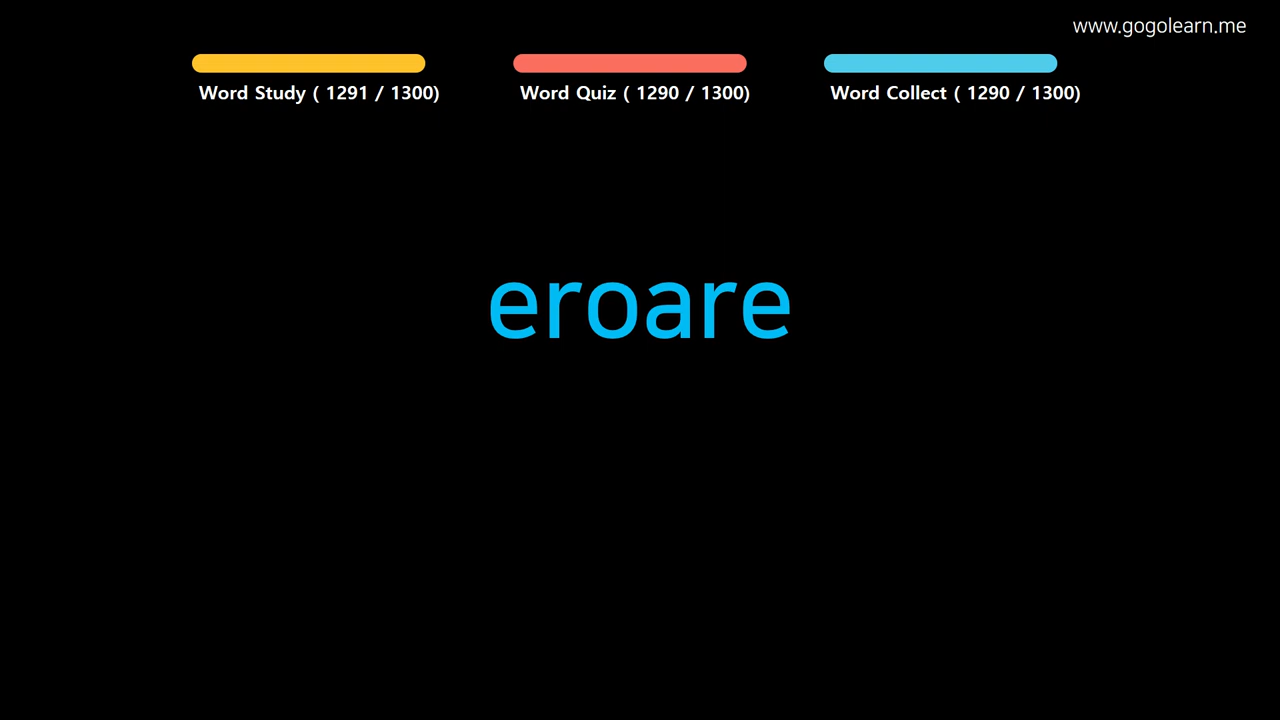 www.gogolearn.me
Word Study ( 1291 / 1300)
Word Quiz ( 1290 / 1300)
Word Collect ( 1290 / 1300)
eroare